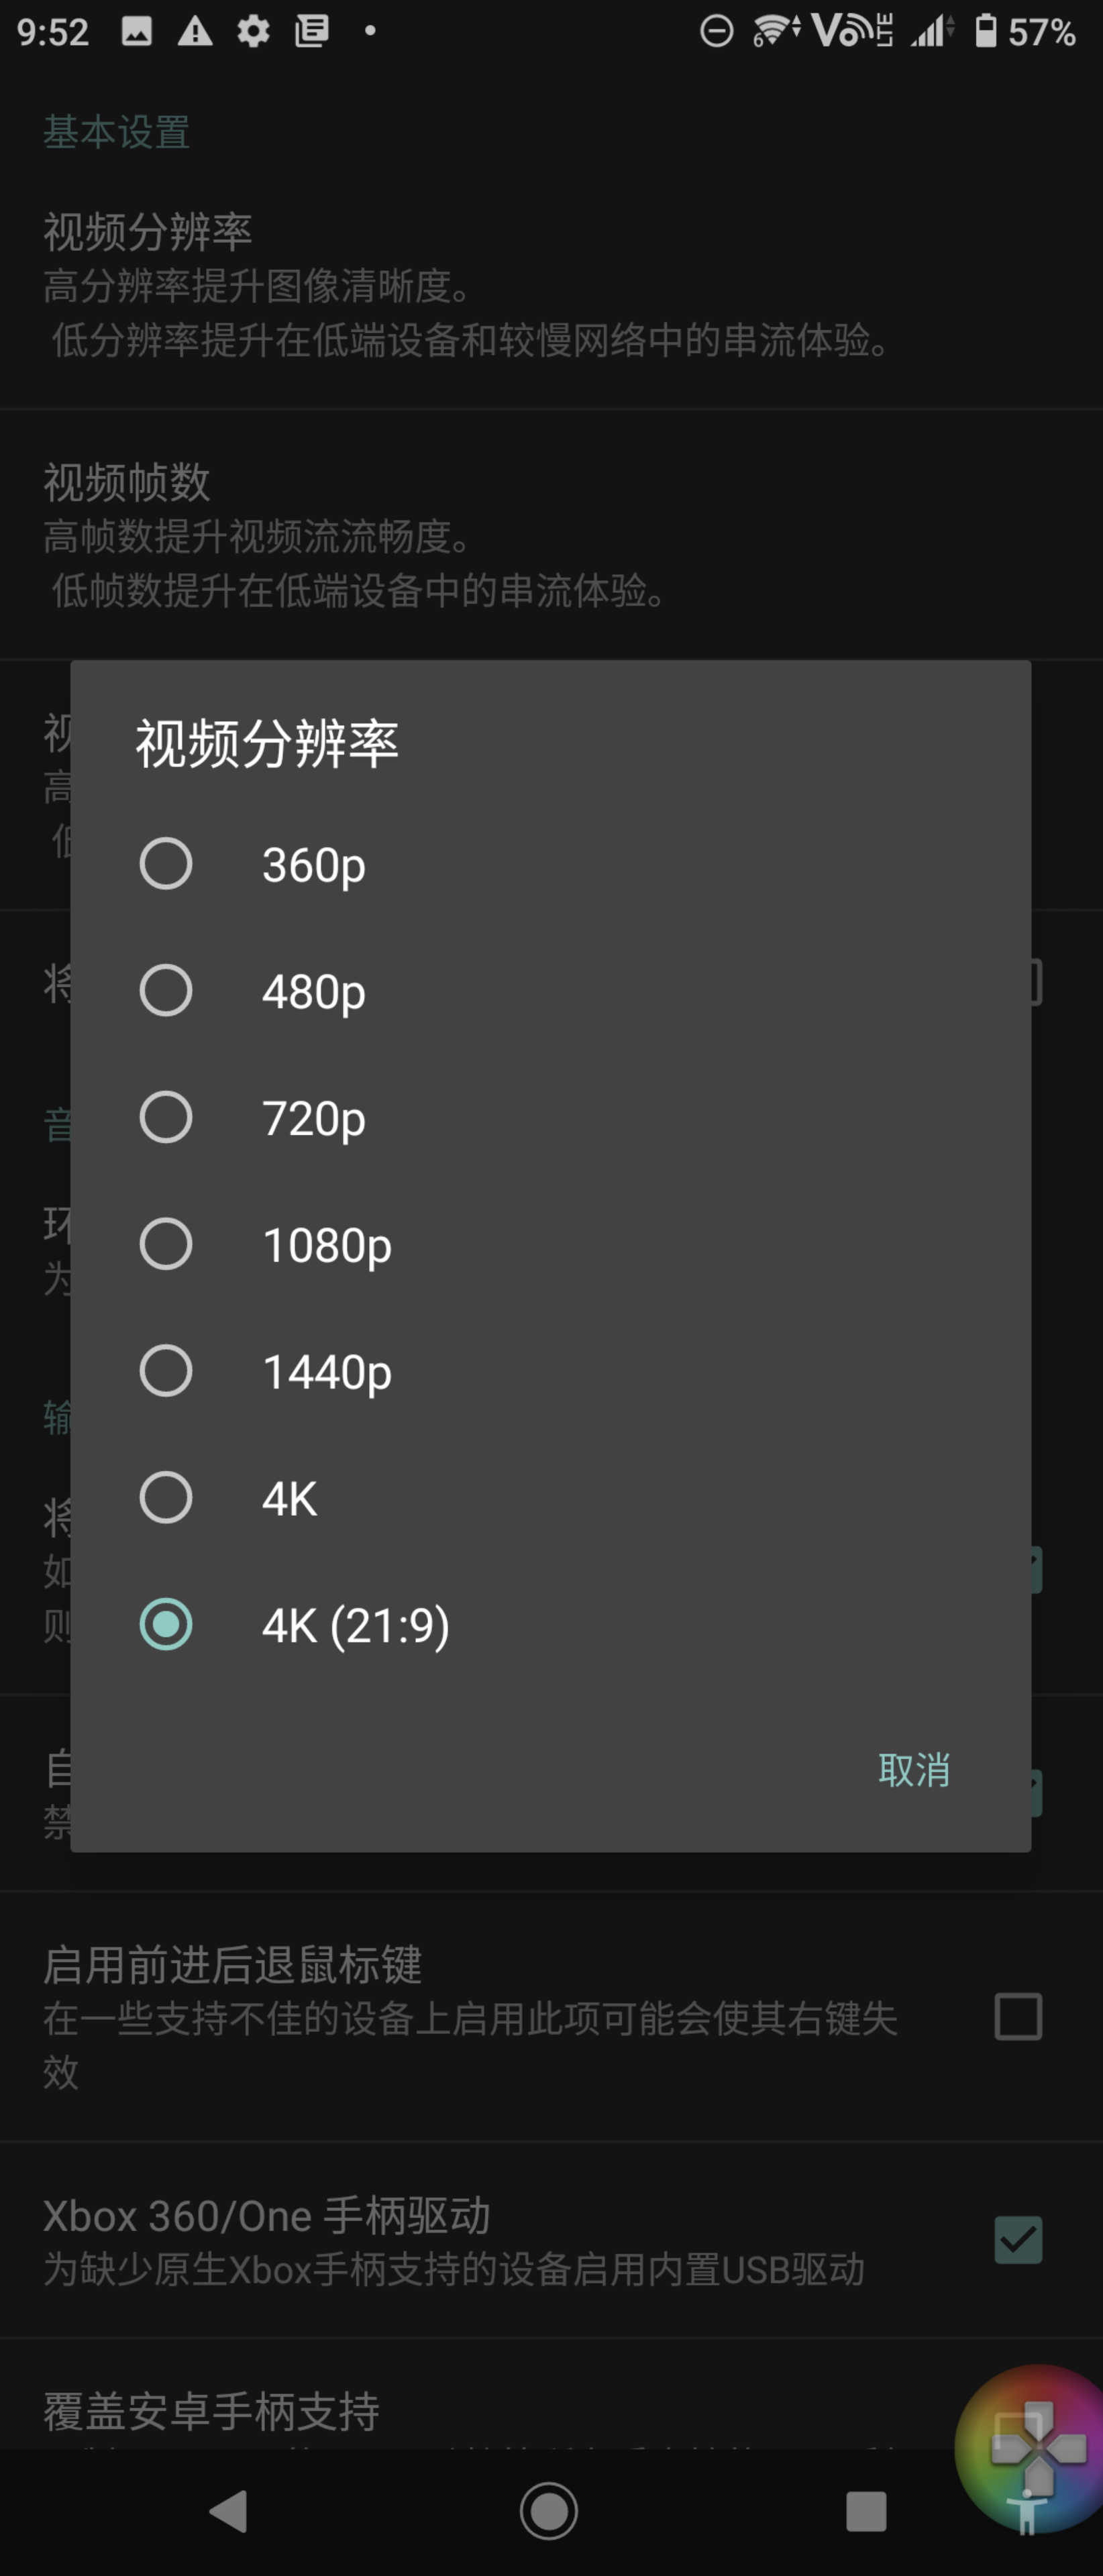 9:52
6
Vo LTE
57%
基本设置
视频分辨率
高分辨率提升图像清晰度。
低分辨率提升在低端设备和较慢网络中的串流体验。
视频帧数
高帧数提升视频流流畅度。
低帧数提升在低端设备中的串流体验。
视频分辨率
360p
480p
720p
1080p
1440p
4K
4K (21:9)
取消
启用前进后退鼠标键
在一些支持不佳的设备上启用此项可能会使其右键失
效
Xbox 360/One 手柄驱动
为缺少原生Xbox手柄支持的设备启用内置USB驱动
覆盖安卓手柄支持